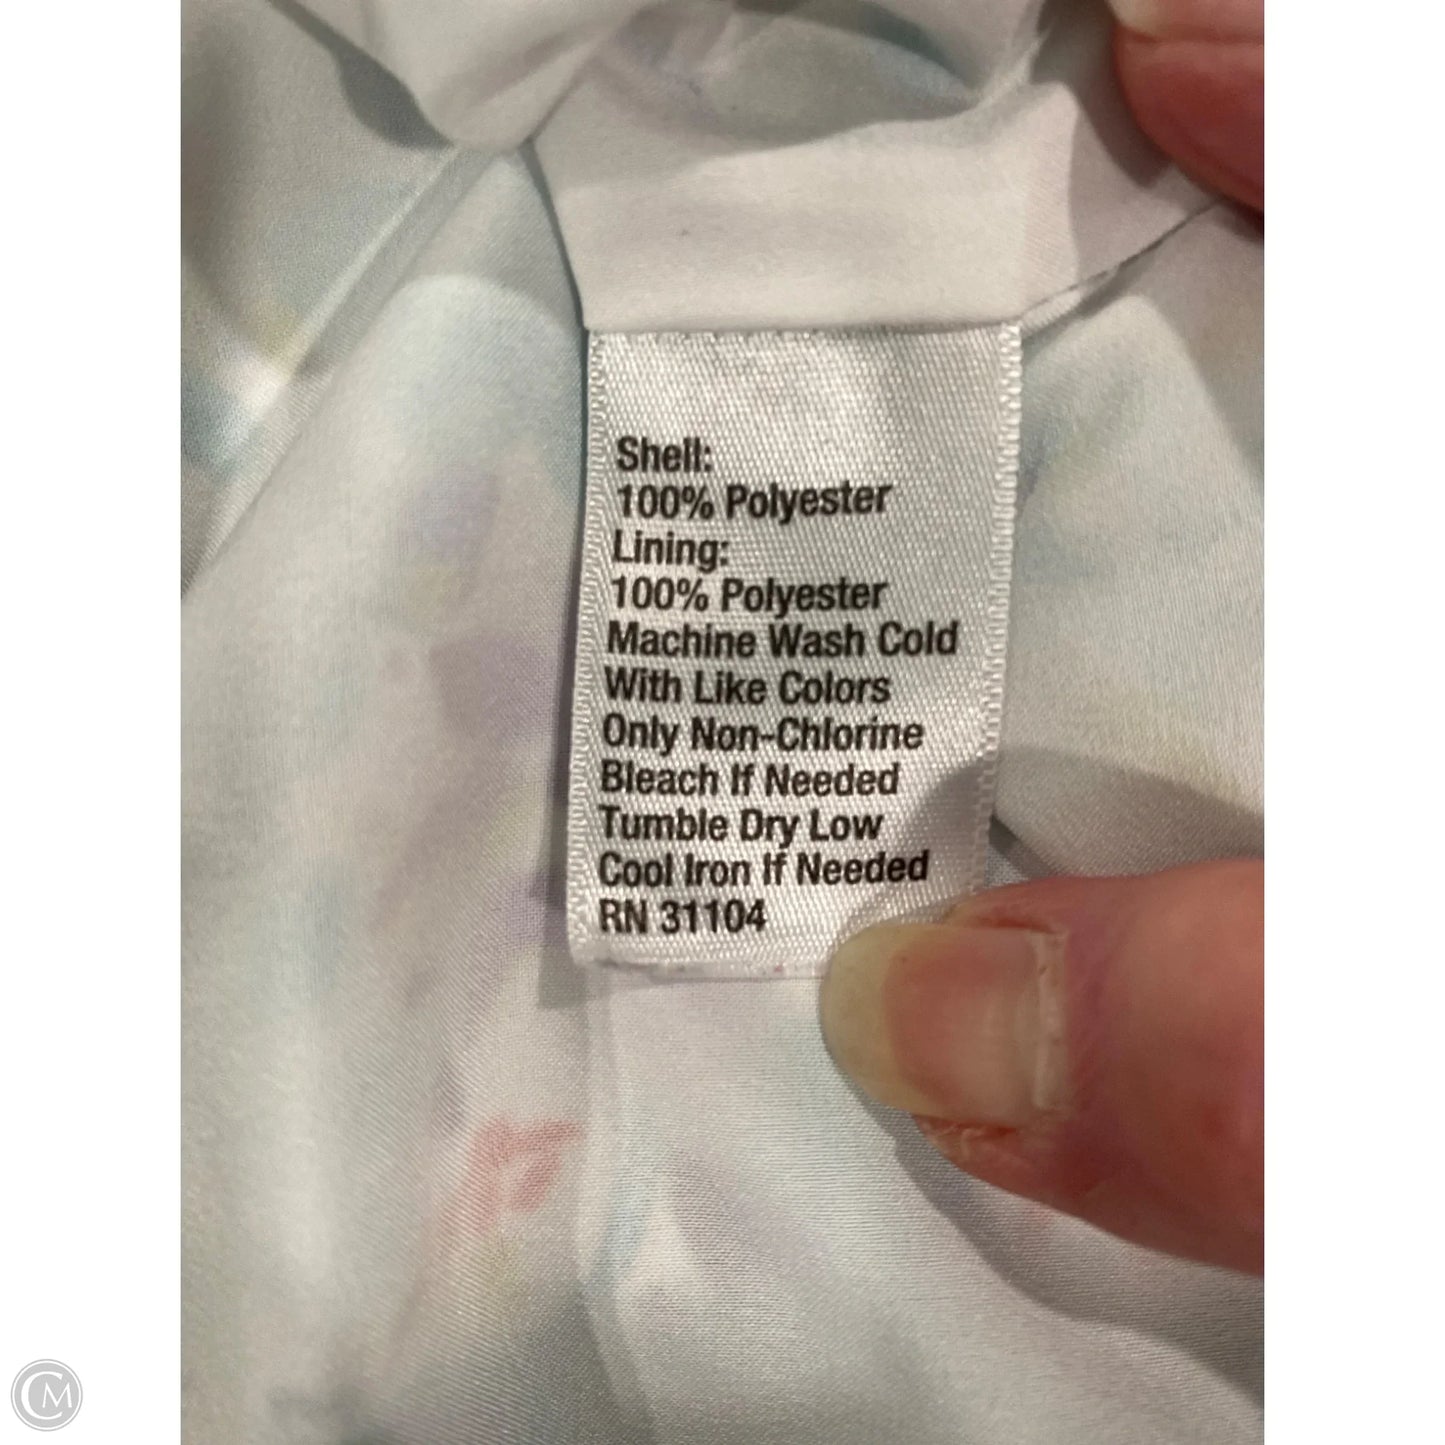 Shell:
100% Polyester
Lining:
100% Polyester
Machine Wash Cold
With Like Colors
Only Non-Chlorine
Bleach If Needed
Tumble Dry Low
Cool Iron If Needed
RN 31104
CM